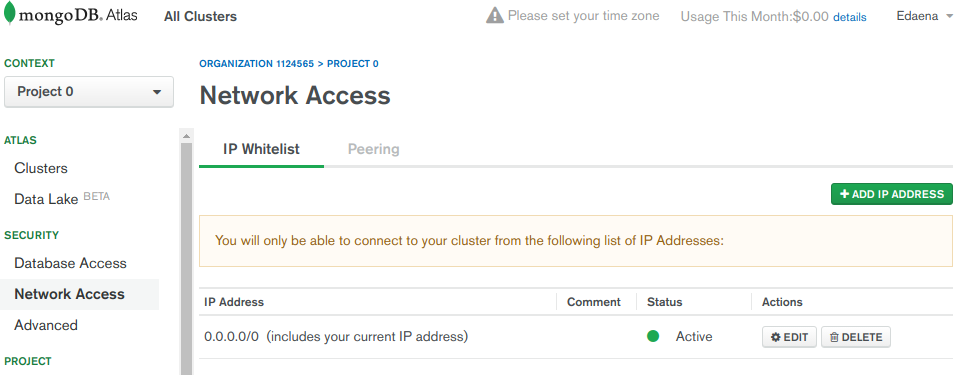 mongoDB. Atlas All Clusters Please set your time zone Usage This Month:$0.00 details Edaena
CONTEXT
Project 0
ORGANIZATION 1124565 > PROJECT 0
Network Access
ATLAS
Clusters
Data Lake BETA
SECURITY
Database Access
Network Access
Advanced
PROJECT
IP Whitelist Peering
+ ADD IP ADDRESS
You will only be able to connect to your cluster from the following list of IP Addresses:
IP Address Comment Status Actions
0.0.0.0/0 (includes your current IP address) Active EDIT DELETE